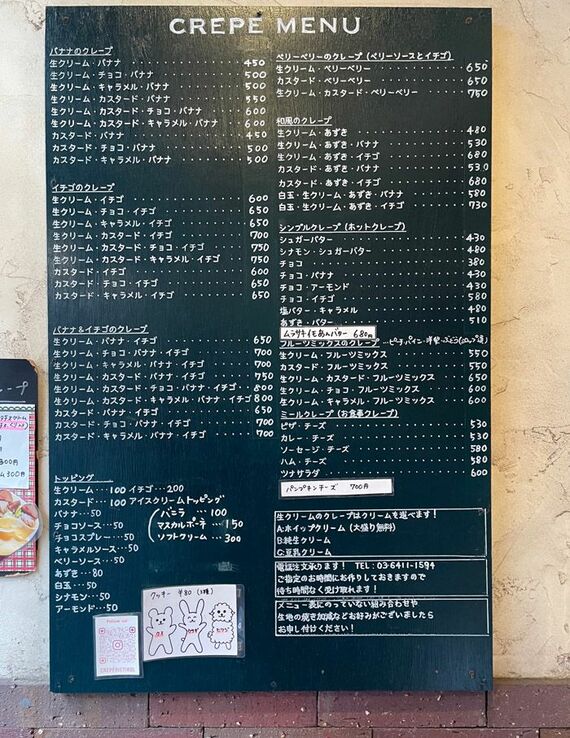 CREPE MENU
バナナのクレープ
生クリーム・バナナ 450
生クリーム・チョコ・バナナ 500
生クリーム・キャラメル・バナナ 500
生クリーム・カスタード・バナナ 550
生クリーム・カスタード・チョコ・バナナ 600
生クリーム・カスタード・キャラメル・バナナ 600
カスタード・バナナ 450
カスタード・チョコ・バナナ 500
カスタード・キャラメル・バナナ 500
イチゴのクレープ
生クリーム・イチゴ 600
生クリーム・チョコ・イチゴ 650
生クリーム・キャラメル・イチゴ 650
生クリーム・カスタード・イチゴ 700
生クリーム・カスタード・チョコ・イチゴ 750
生クリーム・カスタード・キャラメル・イチゴ 750
カスタード・イチゴ 600
カスタード・チョコ・イチゴ 650
カスタード・キャラメル・イチゴ 650
バナナ&イチゴのクレープ
生クリーム・バナナ・イチゴ 650
生クリーム・チョコ・バナナ・イチゴ 700
生クリーム・キャラメル・バナナ・イチゴ 700
生クリーム・カスタード・バナナ・イチゴ 750
生クリーム・カスタード・チョコ・バナナ・イチゴ 800
生クリーム・カスタード・キャラメル・バナナ・イチゴ 800
カスタード・バナナ・イチゴ 650
カスタード・チョコ・バナナ・イチゴ 700
カスタード・キャラメル・バナナ・イチゴ 700
トッピング
生クリーム・・・100 イチゴ・・・200
カスタード・・・100 アイスクリームトッピング
バナナ・・・50 バニラ ・・・100
チョコソース・・・50 マスカルポーネ ・・・150
チョコスプレー・・・50 ソフトクリーム ・・・300
キャラメルソース・・・50
ベリーソース・・・50
あずき・・・80
白玉・・・50
シナモン・・・50
アーモンド・・・50
クッキー ¥80 (3種)
クマ
ウサギ
ヒツジ
Follow us!
ベリーベリーのクレープ (ベリーソースとイチゴ)
生クリーム・ベリーベリー 650
カスタード・ベリーベリー 650
生クリーム・カスタード・ベリーベリー 750
和風のクレープ
生クリーム・あずき 480
生クリーム・あずき・バナナ 530
生クリーム・あずき・イチゴ 680
カスタード・あずき・バナナ 530
カスタード・あずき・イチゴ 680
白玉・生クリーム・あずき・バナナ 580
白玉・生クリーム・あずき・イチゴ 730
シンプルクレープ (ホットクレープ)
シュガーバター 430
シナモン・シュガーバター 480
チョコ 380
チョコ・バナナ 430
チョコ・アーモンド 430
チョコ・イチゴ 580
塩バター・キャラメル 480
あずき・バター 510
ムラサキイモあんバター 680円
フルーツミックスのクレープ
生クリーム・フルーツミックス 550
カスタード・フルーツミックス 550
生クリーム・カスタード・フルーツミックス 650
生クリーム・チョコ・フルーツミックス 600
生クリーム・キャラメル・フルーツミックス 600
ミールクレープ (お食事クレープ)
ピザ・チーズ 530
カレー・チーズ 530
ソーセージ・チーズ 580
ハム・チーズ 580
ツナサラダ 600
パンプキンチーズ 700円
生クリームのクレープはクリームを選べます!
A:ホイップクリーム (大盛り無料)
B:純生クリーム
C:豆乳クリーム
電話注文承ります! TEL:03-6411-1594
ご指定のお時間にお作りしておきますので
待ち時間なく受け取れます!
メニュー表にのっていない組み合わせや
生地の焼き加減などお好みがございましたら
お申し付けください!